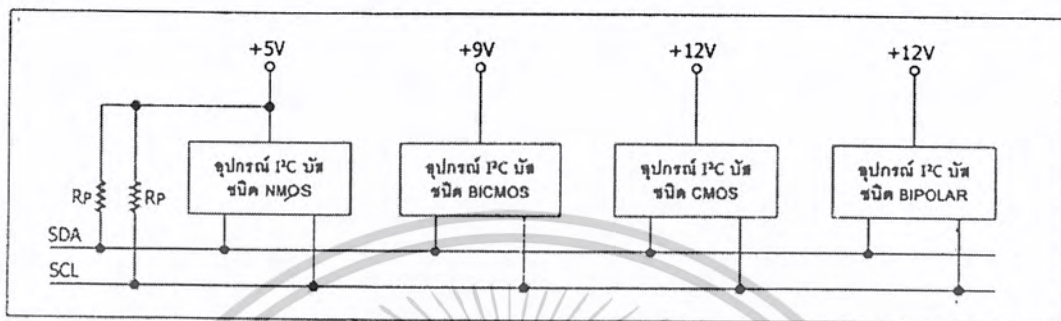 +5V +9V +12V +12V
อุปกรณ์ I²C บัส อุปกรณ์ I²C บัส อุปกรณ์ I²C บัส อุปกรณ์ I²C บัส
ชนิด NMOS ชนิด BICMOS ชนิด CMOS ชนิด BIPOLAR
RP RP
SDA
SCL